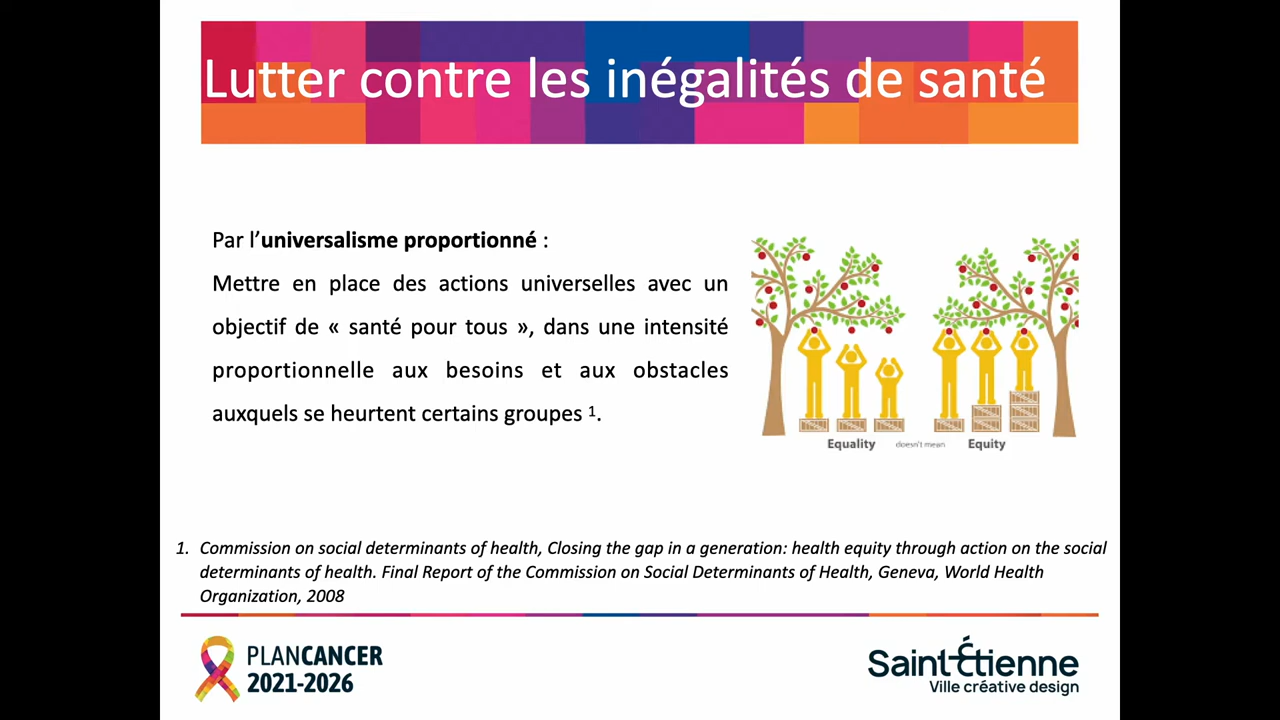 Lutter contre les inégalités de santé
Par l’universalisme proportionné :
Mettre en place des actions universelles avec un
objectif de « santé pour tous », dans une intensité
proportionnelle aux besoins et aux obstacles
auxquels se heurtent certains groupes 1.
Equality doesn't mean Equity
1. Commission on social determinants of health, Closing the gap in a generation: health equity through action on the social
determinants of health. Final Report of the Commission on Social Determinants of Health, Geneva, World Health
Organization, 2008
PLANCANCER
2021-2026
Saint-Étienne
Ville créative design